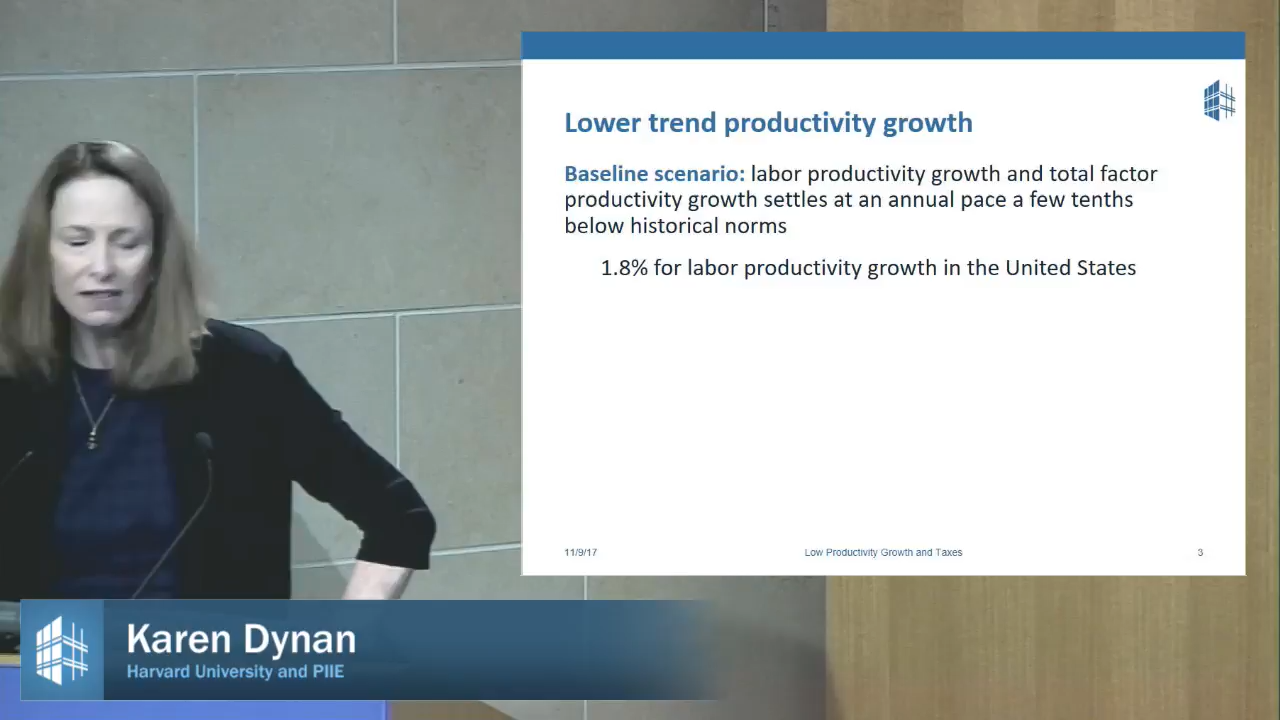 Lower trend productivity growth
Baseline scenario: labor productivity growth and total factor
productivity growth settles at an annual pace a few tenths
below historical norms
1.8% for labor productivity growth in the United States
11/9/17
Low Productivity Growth and Taxes
3
Karen Dynan
Harvard University and PIIE